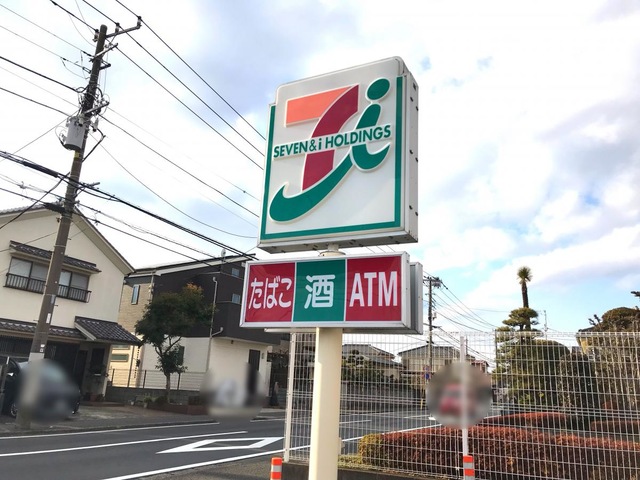 7i
SEVEN&i HOLDINGS
たばこ 酒 ATM